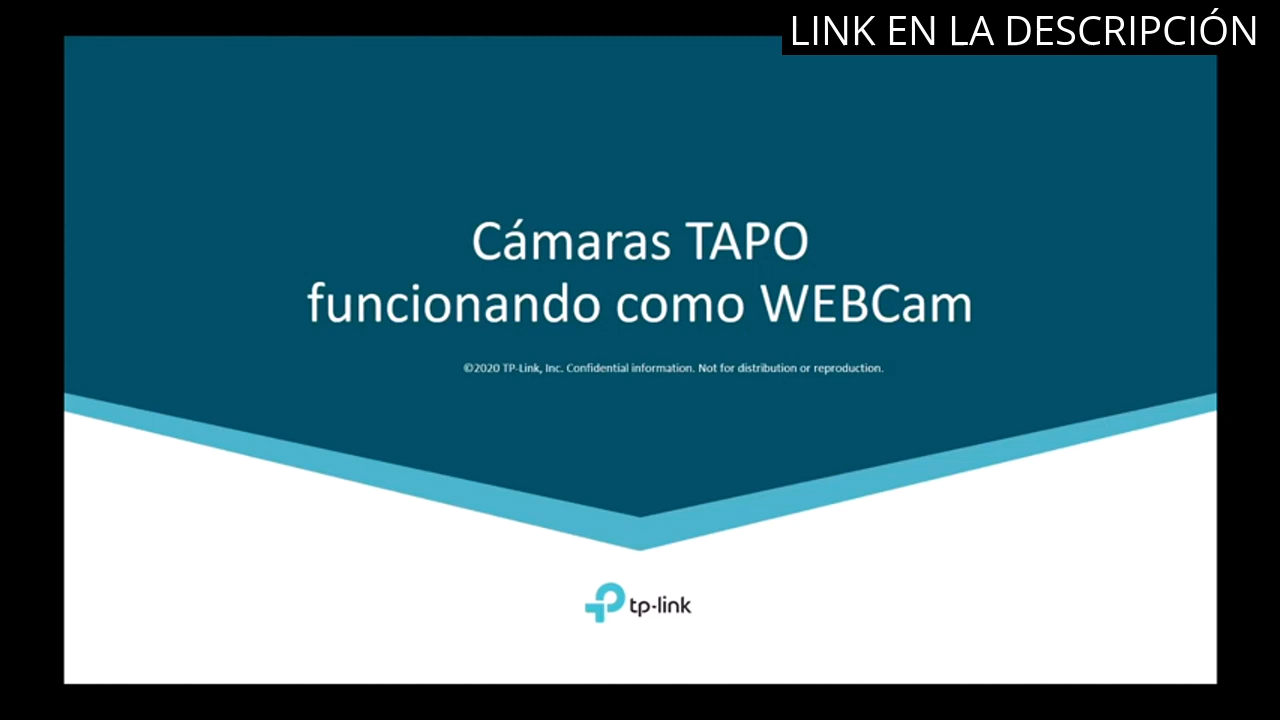 LINK EN LA DESCRIPCIÓN
Cámaras TAPO
funcionando como WEBCam
©2020 TP-Link, Inc. Confidential information. Not for distribution or reproduction.
tp-link